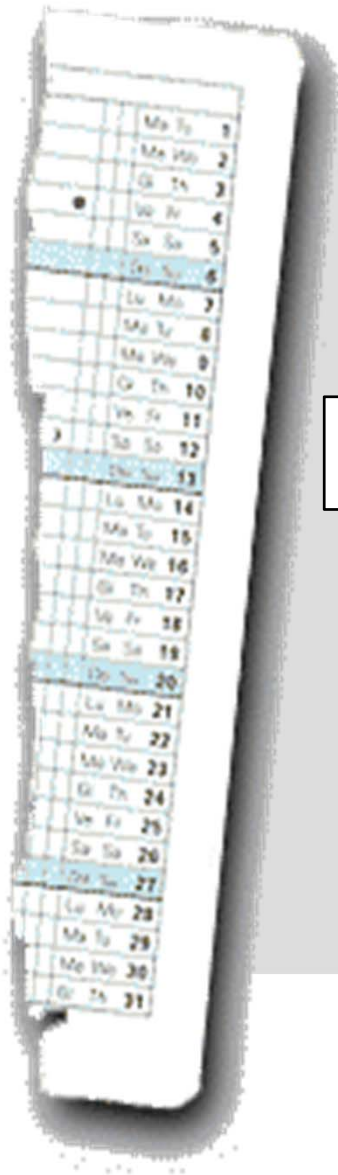 Ma Tu 1
Me We 2
Gi Th 3
Ve Fr 4
Sa Sa 5
Do Su 6
Lu Mo 7
Ma Tu 8
Me We 9
Gi Th 10
Ve Fr 11
Sa Sa 12
Do Su 13
Lu Mo 14
Ma Tu 15
Me We 16
Gi Th 17
Ve Fr 18
Sa Sa 19
Do Su 20
Lu Mo 21
Ma Tu 22
Me We 23
Gi Th 24
Ve Fr 25
Sa Sa 26
Do Su 27
Lu Mo 28
Ma Tu 29
Me We 30
Gi Th 31